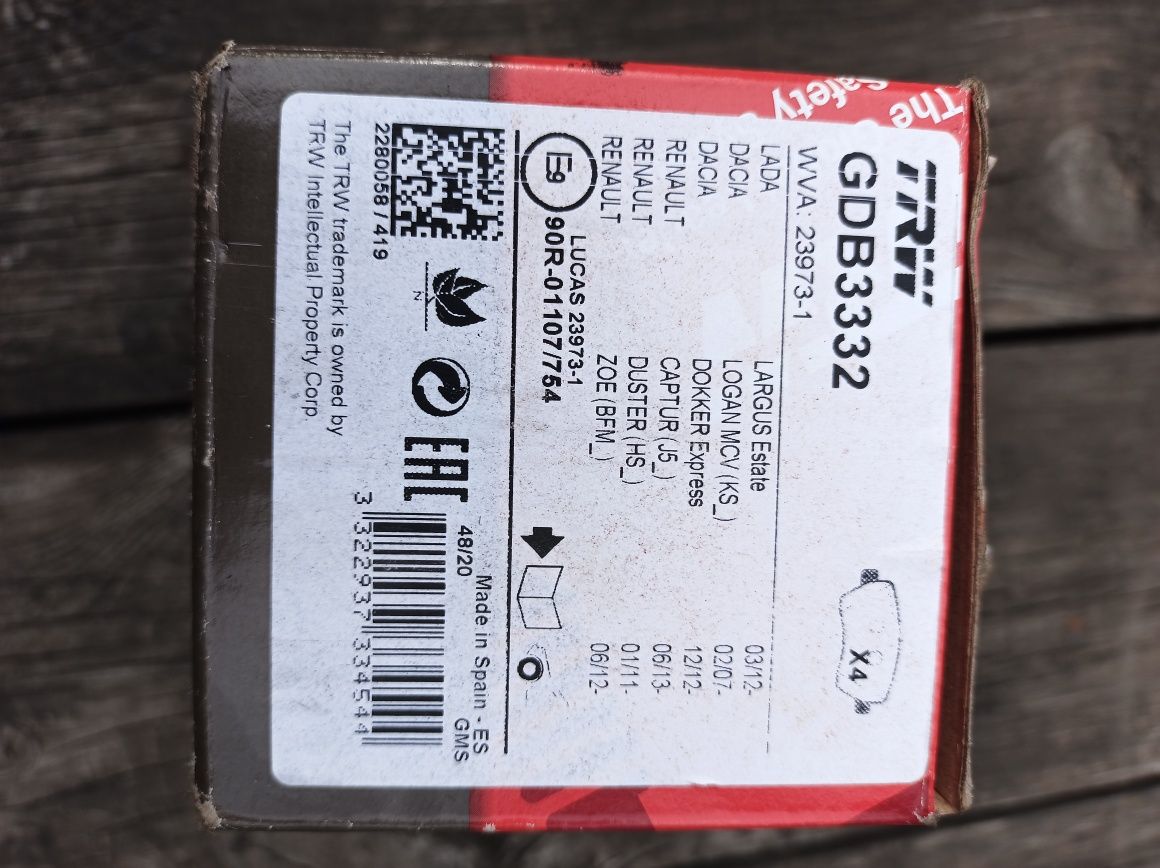 The
Safety
TRW
GDB3332
X4
WVA: 23973-1
LADA LARGUS Estate 03/12-
DACIA LOGAN MCV (KS_) 02/07-
DACIA DOKKER Express 12/12-
RENAULT CAPTUR (J5_) 06/13-
RENAULT DUSTER (HS_) 01/11-
RENAULT ZOE (BFM_) 06/12-
LUCAS 23973-1
E9 90R-01107/754
N
EAC
Made in Spain - ES
48/20 GMS
2280058 / 419
3 322937 334544
The TRW trademark is owned by
TRW Intellectual Property Corp.